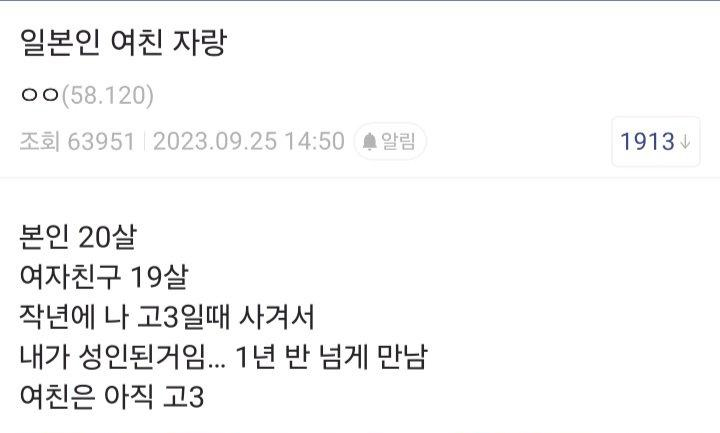 일본인 여친 자랑
ㅇㅇ(58.120)
조회 63951 2023.09.25 14:50 알림
1913↓
본인 20살
여자친구 19살
작년에 나 고3일때 사겨서
내가 성인된거임... 1년 반 넘게 만남
여친은 아직 고3